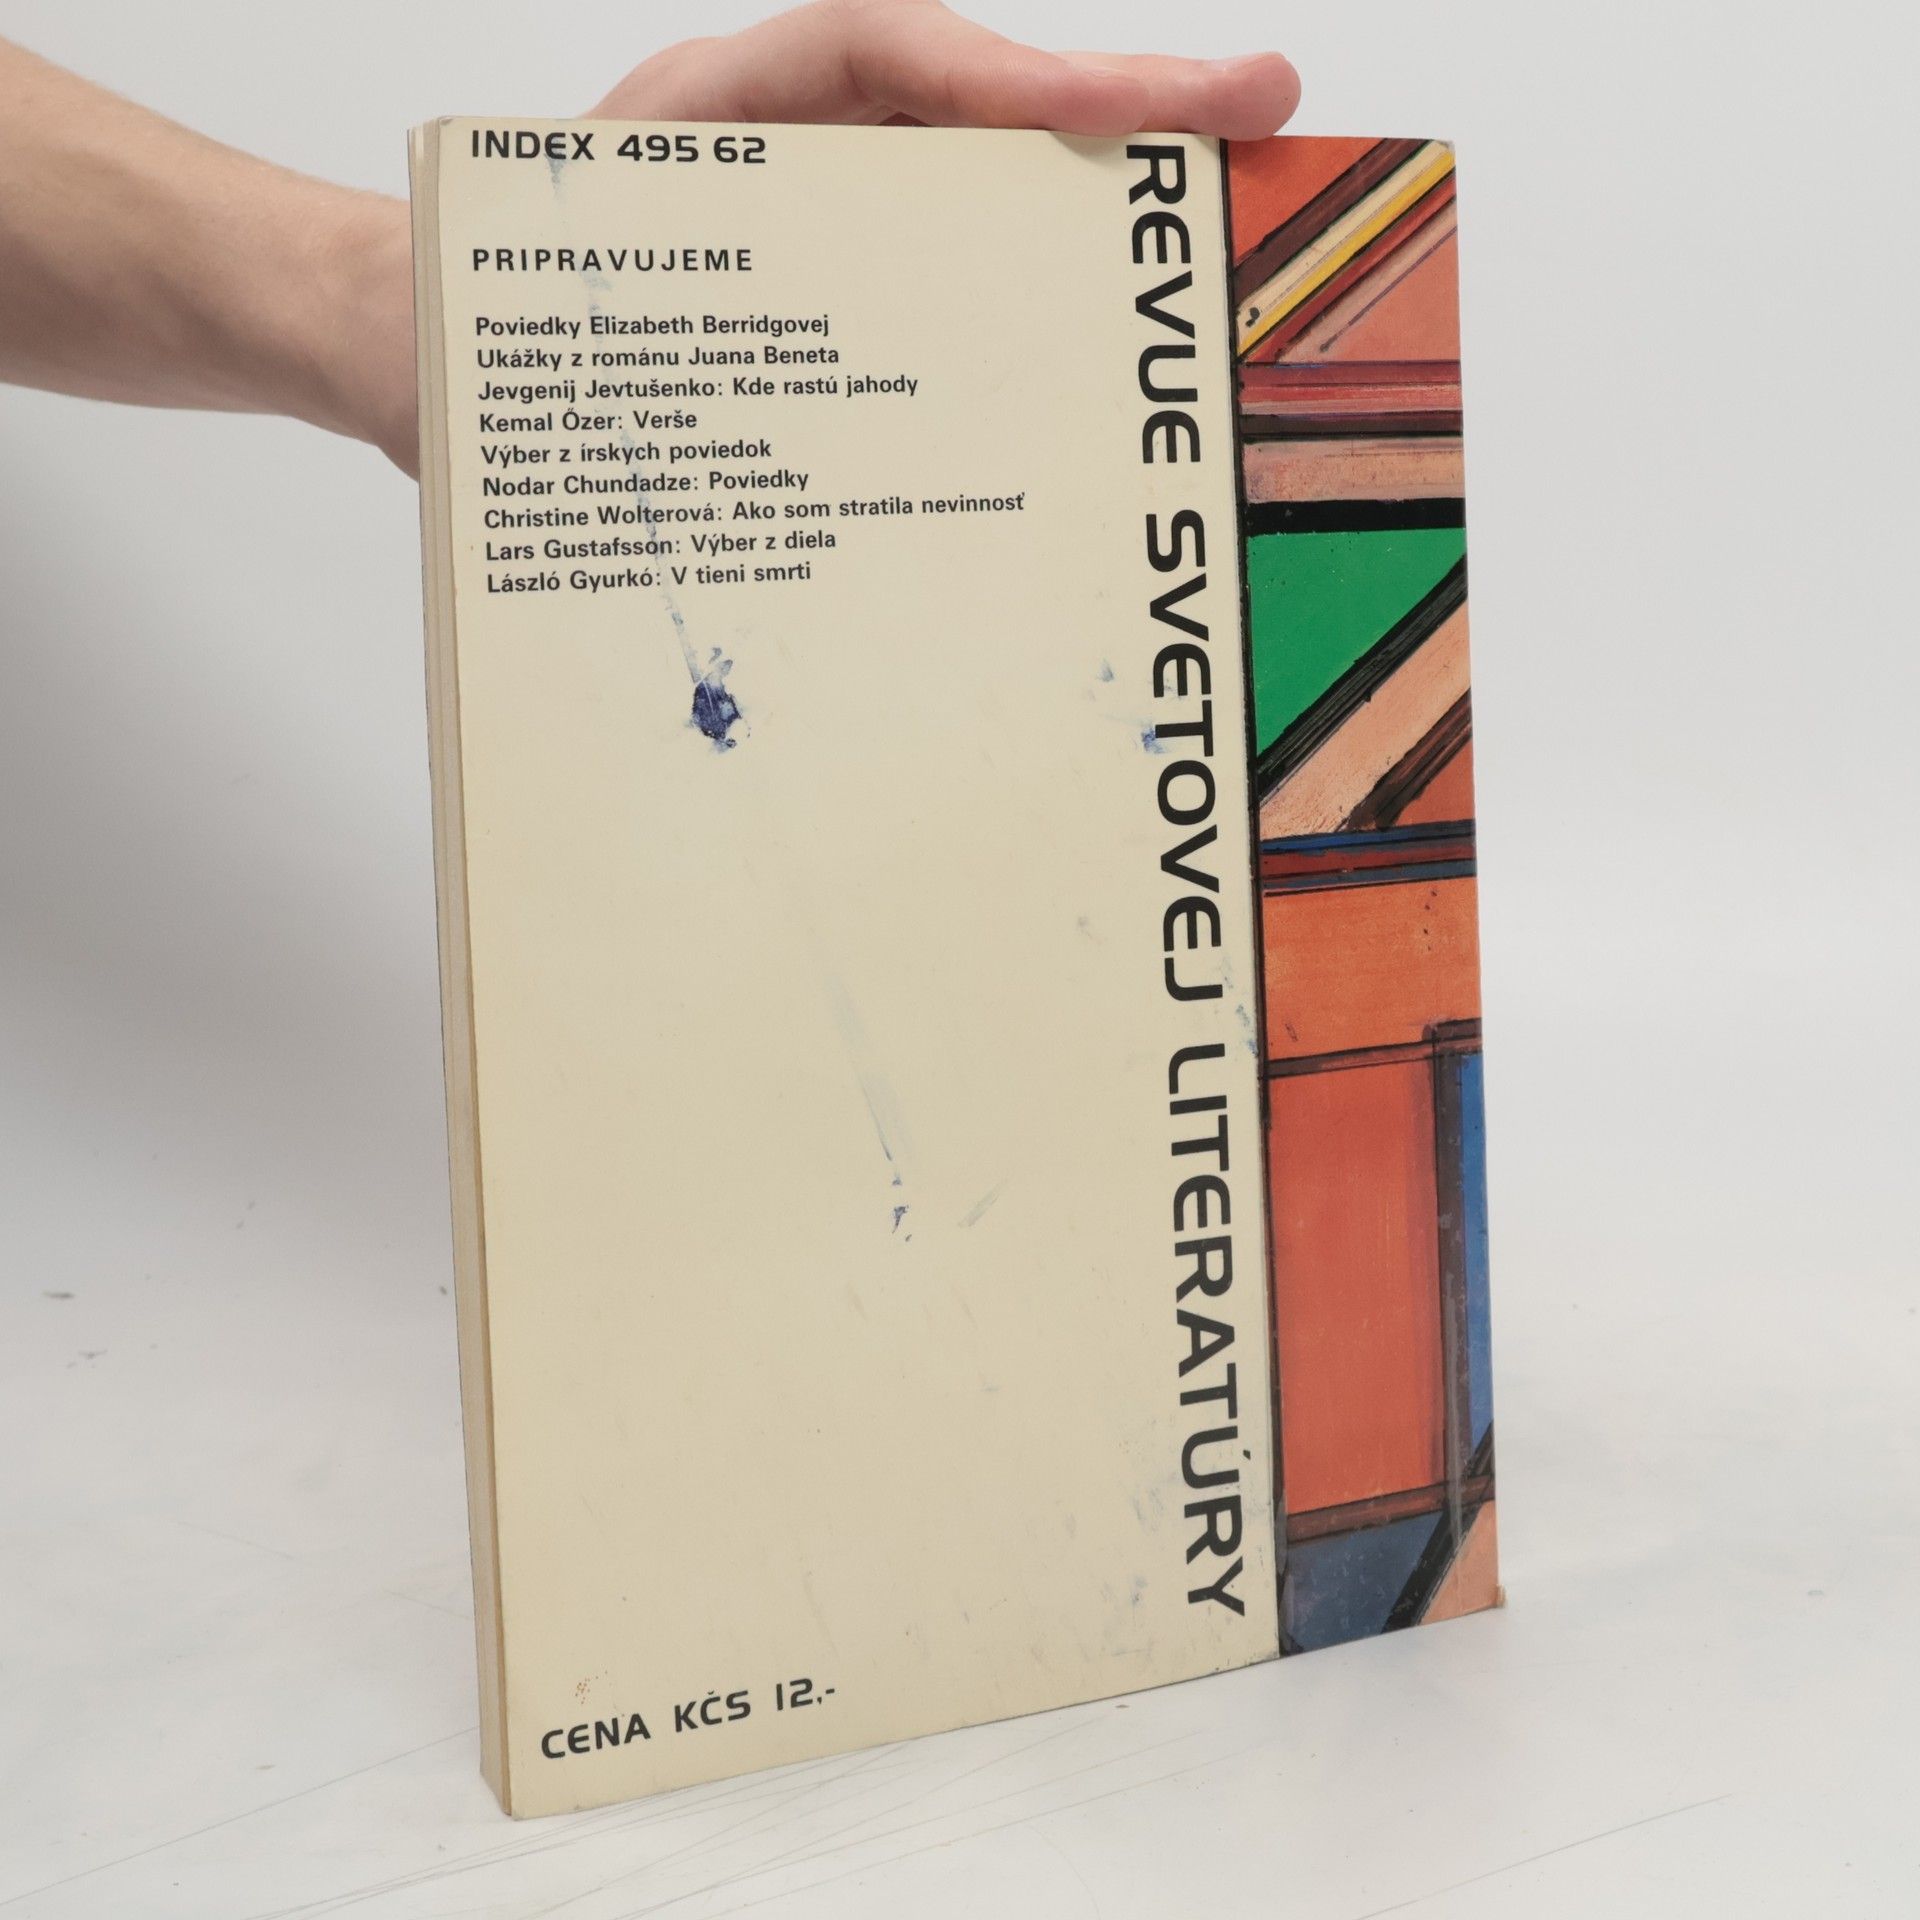 INDEX 495 62
PRIPRAVUJEME
Poviedky Elizabeth Berridgovej
Ukážky z románu Juana Beneta
Jevgenij Jevtušenko: Kde rastú jahody
Kemal Őzer: Verše
Výber z írskych poviedok
Nodar Chundadze: Poviedky
Christine Wolterová: Ako som stratila nevinnosť
Lars Gustafsson: Výber z diela
László Gyurkó: V tieni smrti
REVUE SVETOVEJ LITERATÚRY
CENA KČS 12,-